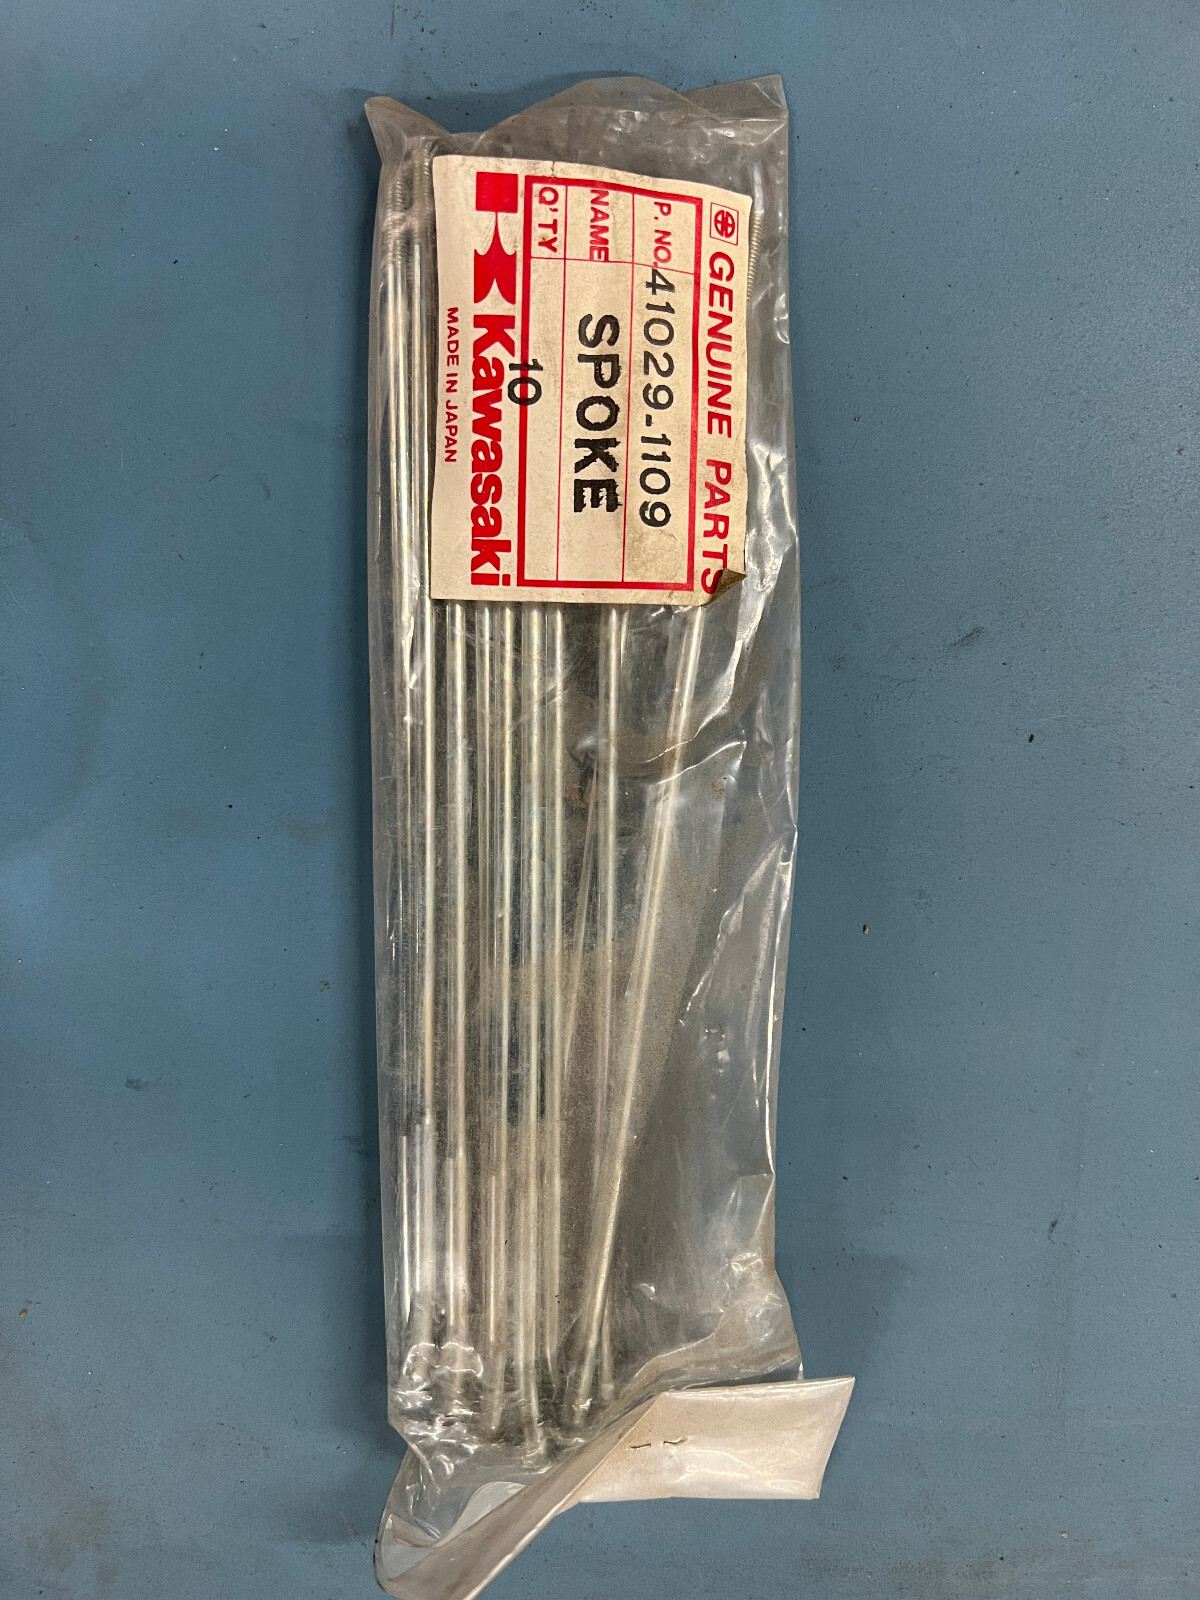 GENUINE PARTS
P. NO. 41029-1109
NAME SPOKE
Q'TY 10
Kawasaki
MADE IN JAPAN